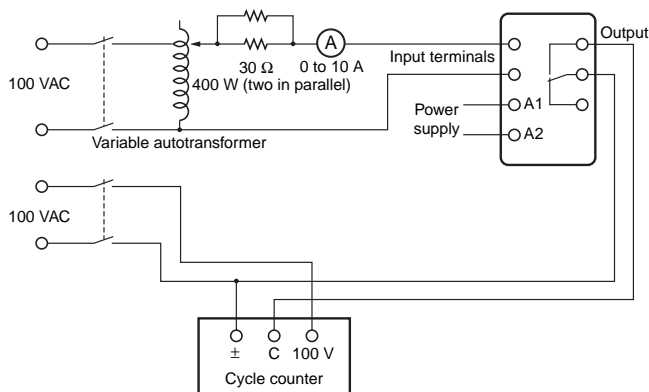 Output
A
Input terminals
30 Ω
0 to 10 A
100 VAC
400 W (two in parallel)
Power
supply
A1
A2
Variable autotransformer
100 VAC
±
C
100 V
Cycle counter